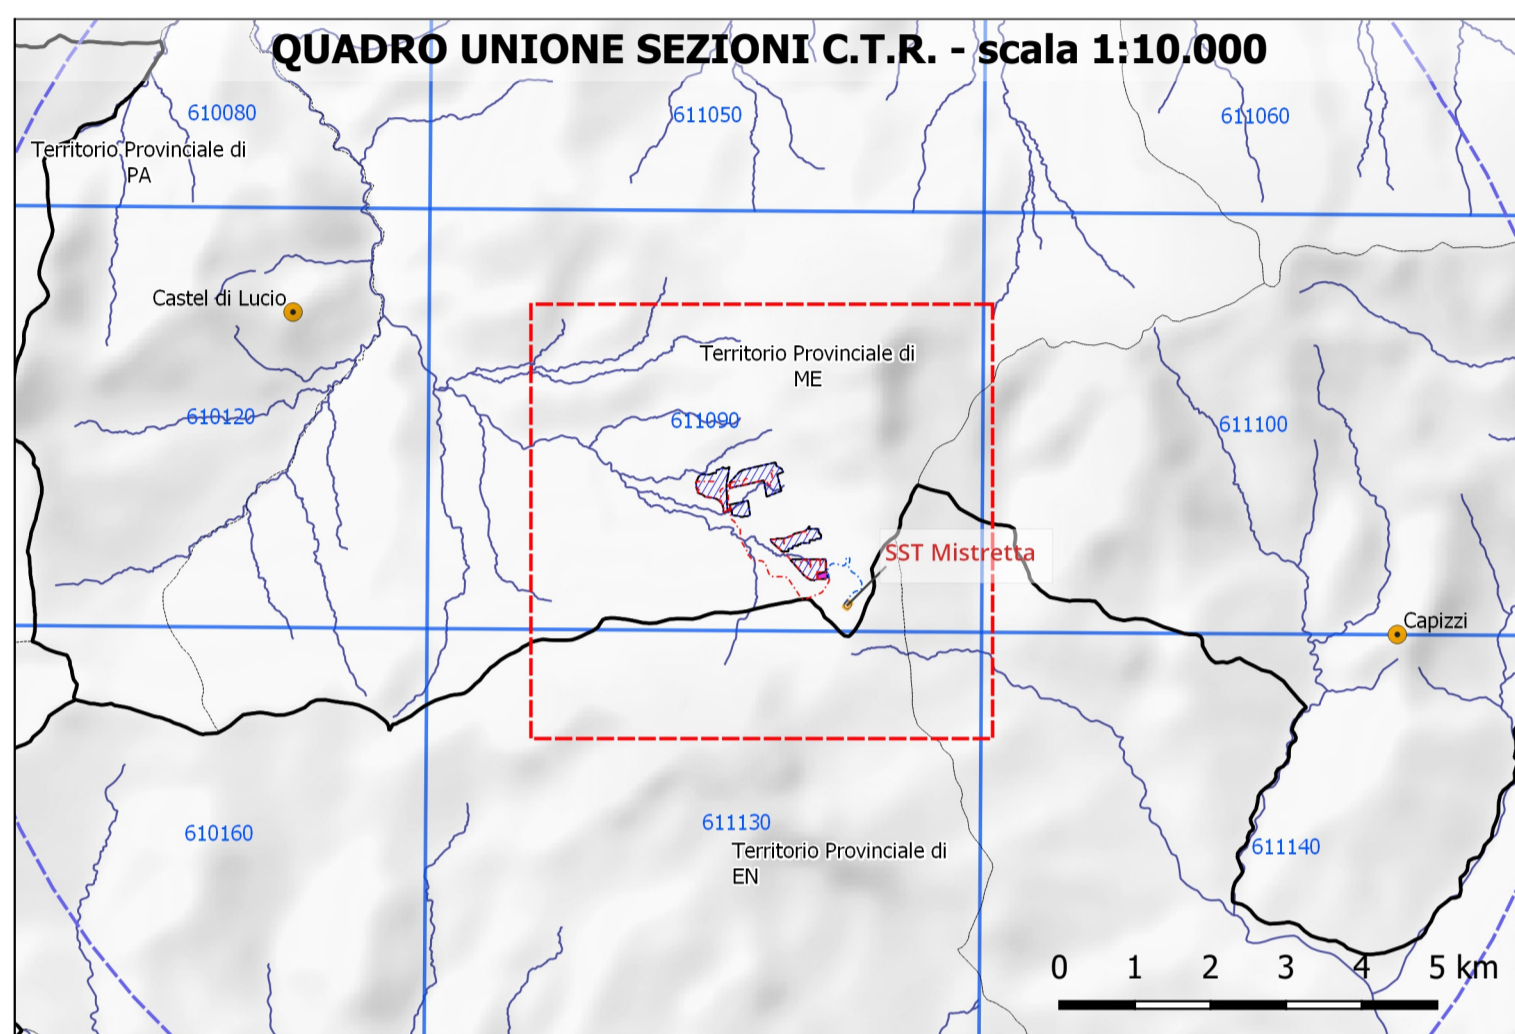 QUADRO UNIONE SEZIONI C.T.R. - scala 1:10.000
610080
611050
611060
Territorio Provinciale di
PA
Castel di Lucio
Territorio Provinciale di
ME
610120
611090
611100
SST Mistretta
Capizzi
610160
611130
611140
Territorio Provinciale di
EN
0 1 2 3 4 5 km